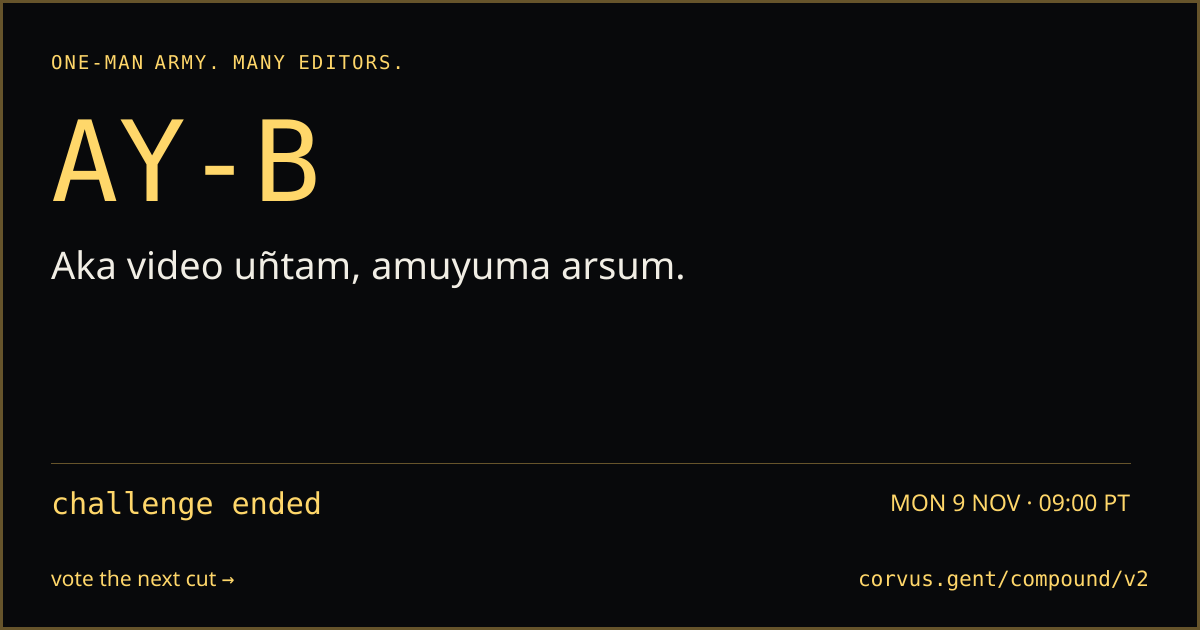 ONE-MAN ARMY. MANY EDITORS.
AY-B
Aka video uñtam, amuyuma arsum.
challenge ended
MON 9 NOV · 09:00 PT
vote the next cut →
corvus.gent/compound/v2